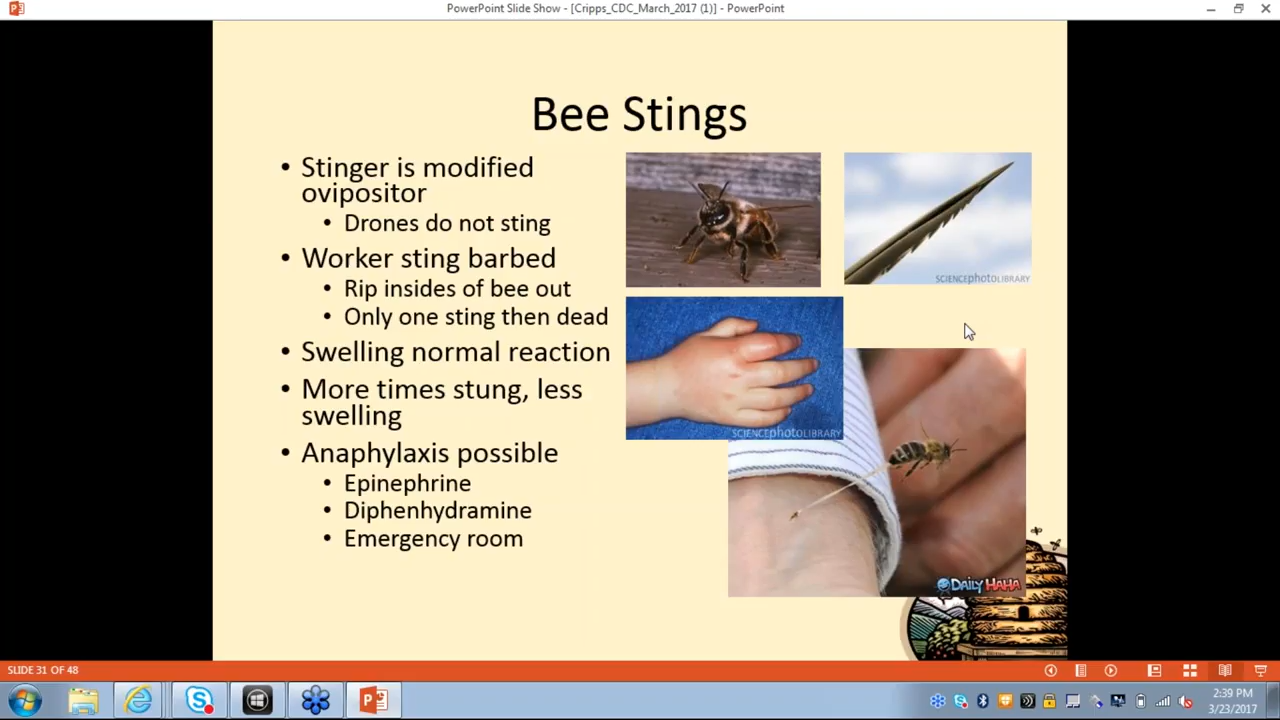 PowerPoint Slide Show - [Cripps_CDC_March_2017 (1)] - PowerPoint
Bee Stings
• Stinger is modified
ovipositor
• Drones do not sting
• Worker sting barbed
• Rip insides of bee out
• Only one sting then dead
• Swelling normal reaction
• More times stung, less
swelling
• Anaphylaxis possible
• Epinephrine
• Diphenhydramine
• Emergency room
SCIENCEphotoLIBRARY
SCIENCEphotoLIBRARY
DAILY HAHA
SLIDE 31 OF 48
2:39 PM
3/23/2017